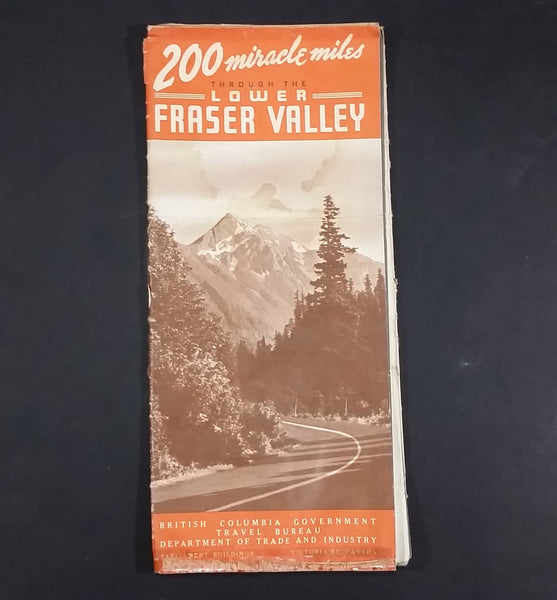 200 miracle miles
THROUGH THE
LOWER
FRASER VALLEY
BRITISH COLUMBIA GOVERNMENT
TRAVEL BUREAU
DEPARTMENT OF TRADE AND INDUSTRY
PARLIAMENT BUILDINGS VICTORIA B.C. CANADA